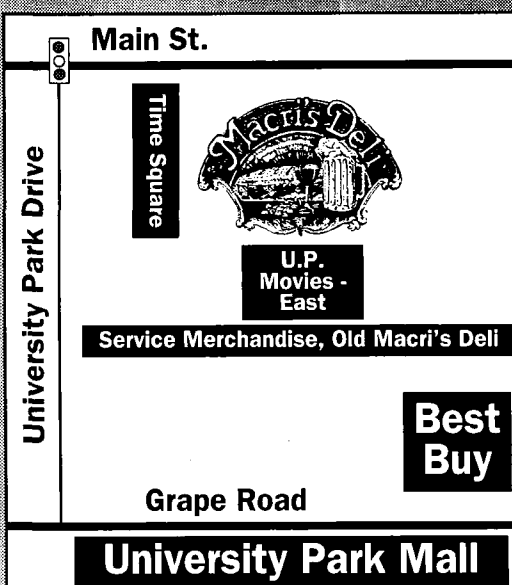 Main St.
Time Square
Macri's Deli
University Park Drive
U.P.
Movies -
East
Service Merchandise, Old Macri's Deli
Best
Buy
Grape Road
University Park Mall